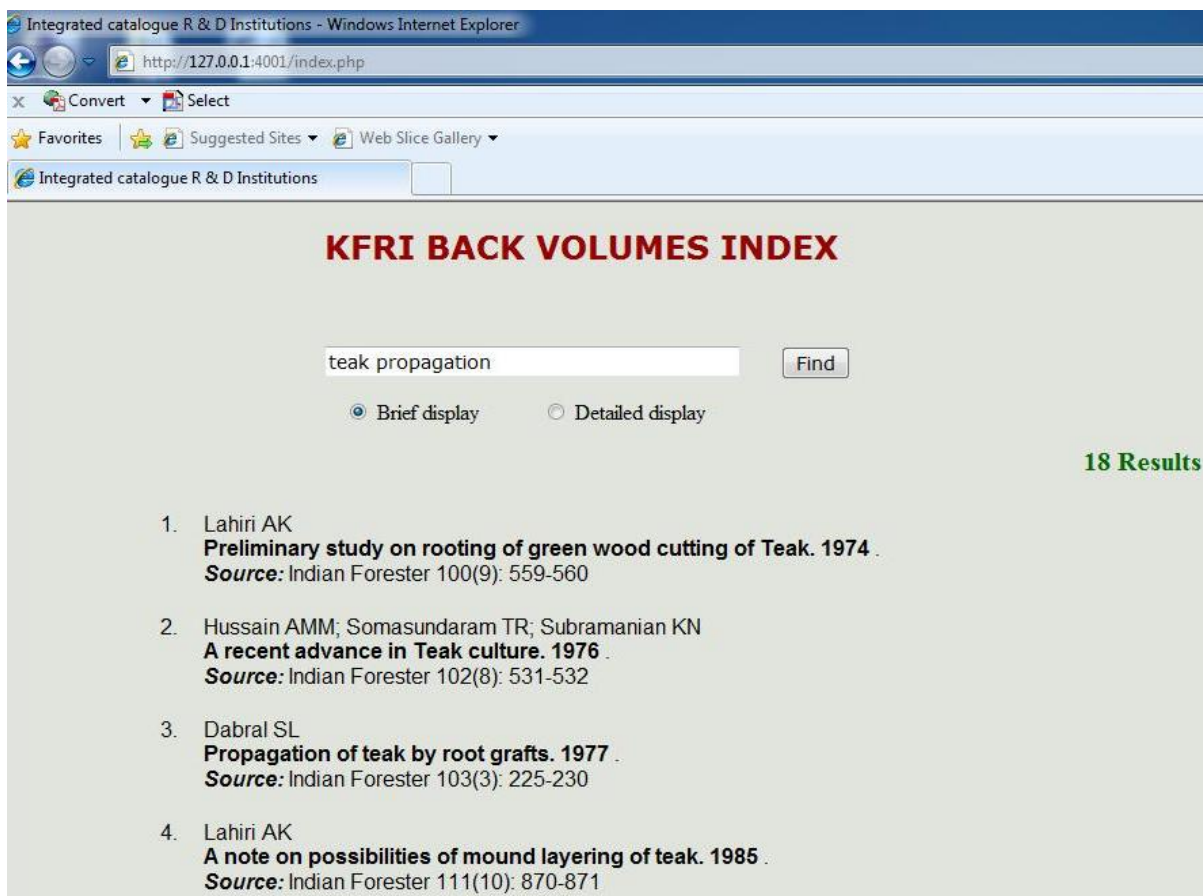 Integrated catalogue R & D Institutions - Windows Internet Explorer
http://127.0.0.1:4001/index.php
x Convert Select
Favorites Suggested Sites Web Slice Gallery
Integrated catalogue R & D Institutions
KFRI BACK VOLUMES INDEX
teak propagation Find
Brief display Detailed display
18 Results
1. Lahiri AK
Preliminary study on rooting of green wood cutting of Teak. 1974 .
Source: Indian Forester 100(9): 559-560
2. Hussain AMM; Somasundaram TR; Subramanian KN
A recent advance in Teak culture. 1976 .
Source: Indian Forester 102(8): 531-532
3. Dabral SL
Propagation of teak by root grafts. 1977 .
Source: Indian Forester 103(3): 225-230
4. Lahiri AK
A note on possibilities of mound layering of teak. 1985 .
Source: Indian Forester 111(10): 870-871